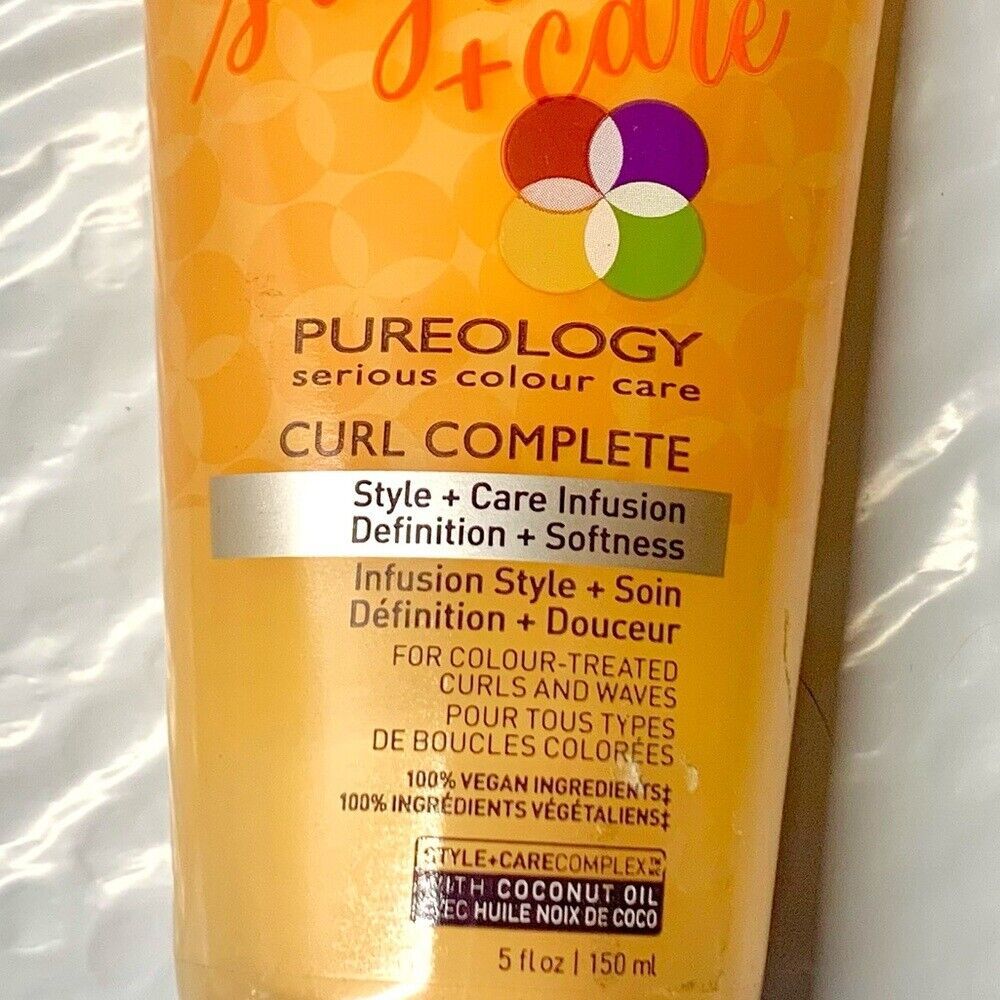 + care
PUREOLOGY
serious colour care
CURL COMPLETE
Style + Care Infusion
Definition + Softness
Infusion Style + Soin
Définition + Douceur
FOR COLOUR-TREATED
CURLS AND WAVES
POUR TOUS TYPES
DE BOUCLES COLORÉES
100% VEGAN INGREDIENTS‡
100% INGRÉDIENTS VÉGÉTALIENS‡
STYLE+CARECOMPLEX
WITH COCONUT OIL
AVEC HUILE NOIX DE COCO
5 fl oz | 150 ml